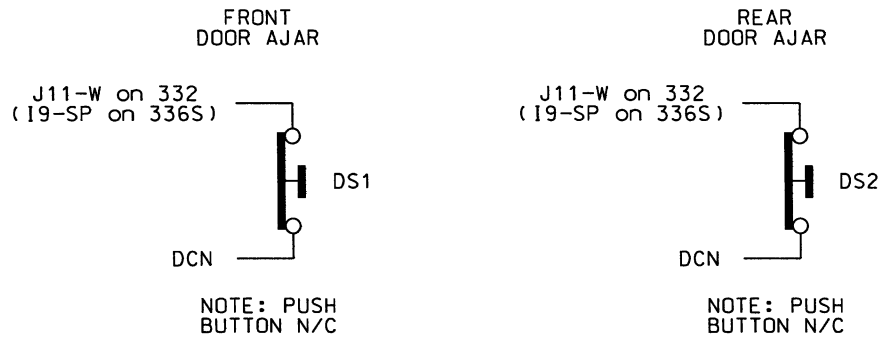 FRONT
DOOR AJAR
J11-W on 332
(I9-SP on 336S)
DS1
DCN
NOTE: PUSH
BUTTON N/C
REAR
DOOR AJAR
J11-W on 332
(I9-SP on 336S)
DS2
DCN
NOTE: PUSH
BUTTON N/C